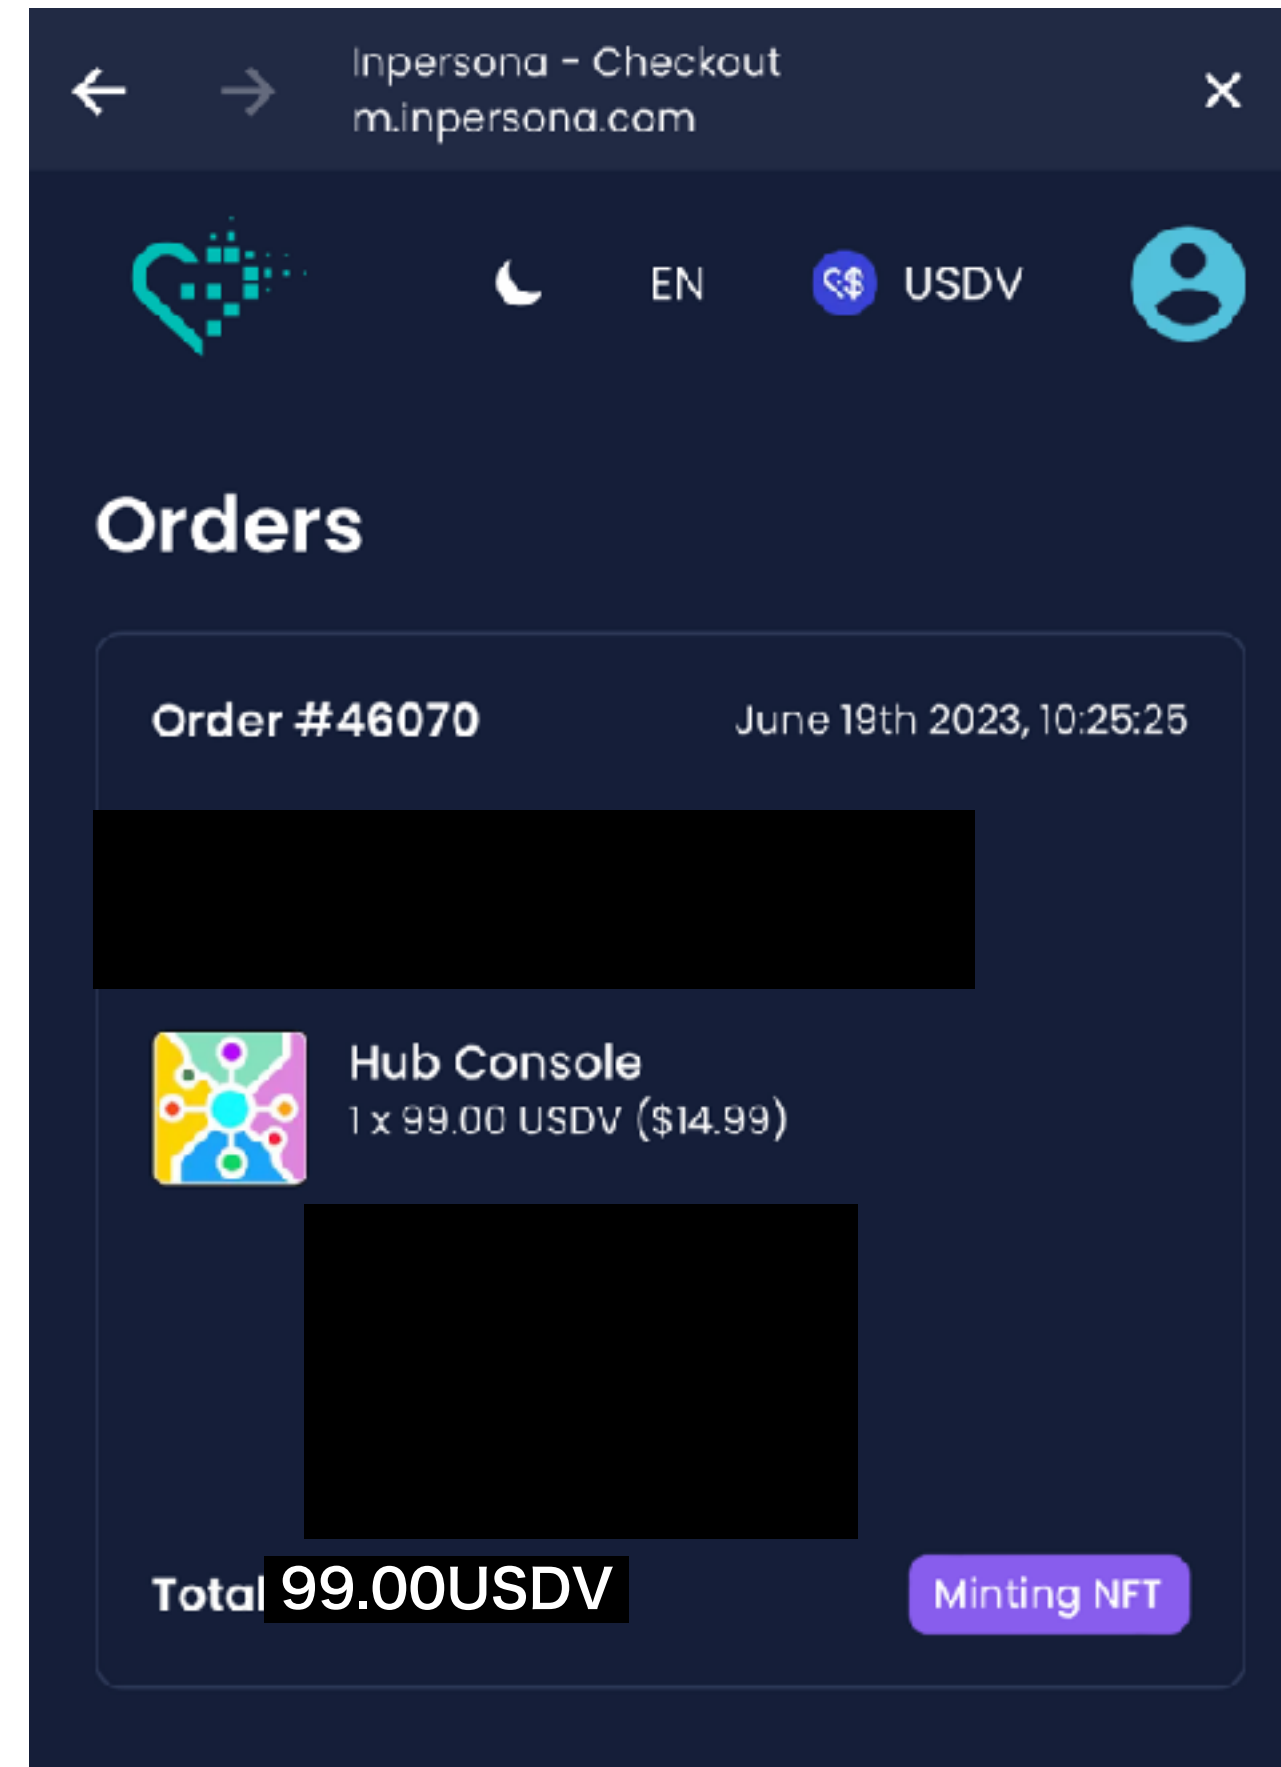 Inpersona - Checkout
m.inpersona.com
EN
USDV
Orders
Order #46070
June 19th 2023, 10:25:25
Hub Console
1 x 99.00 USDV ($14.99)
Total 99.00USDV
Minting NFT